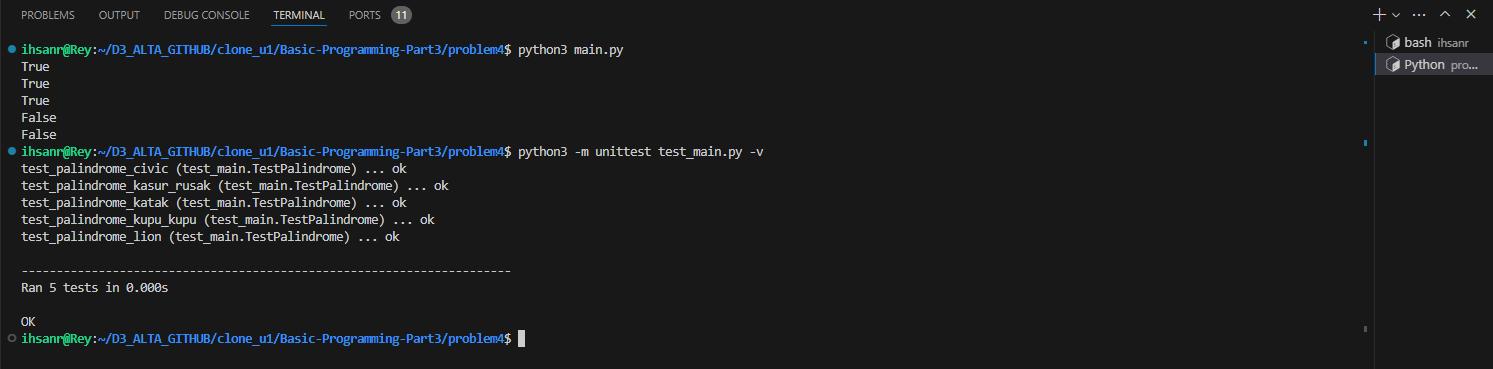 PROBLEMS OUTPUT DEBUG CONSOLE TERMINAL PORTS 11
ihsanr@Rey:~/D3_ALTA_GITHUB/clone_u1/Basic-Programming-Part3/problem4$ python3 main.py
True
True
True
False
False
ihsanr@Rey:~/D3_ALTA_GITHUB/clone_u1/Basic-Programming-Part3/problem4$ python3 -m unittest test_main.py -v
test_palindrome_civic (test_main.TestPalindrome) ... ok
test_palindrome_kasur_rusak (test_main.TestPalindrome) ... ok
test_palindrome_katak (test_main.TestPalindrome) ... ok
test_palindrome_kupu_kupu (test_main.TestPalindrome) ... ok
test_palindrome_lion (test_main.TestPalindrome) ... ok
----------------------------------------------------------------------
Ran 5 tests in 0.000s
OK
ihsanr@Rey:~/D3_ALTA_GITHUB/clone_u1/Basic-Programming-Part3/problem4$
bash ihsanr
Python pro...